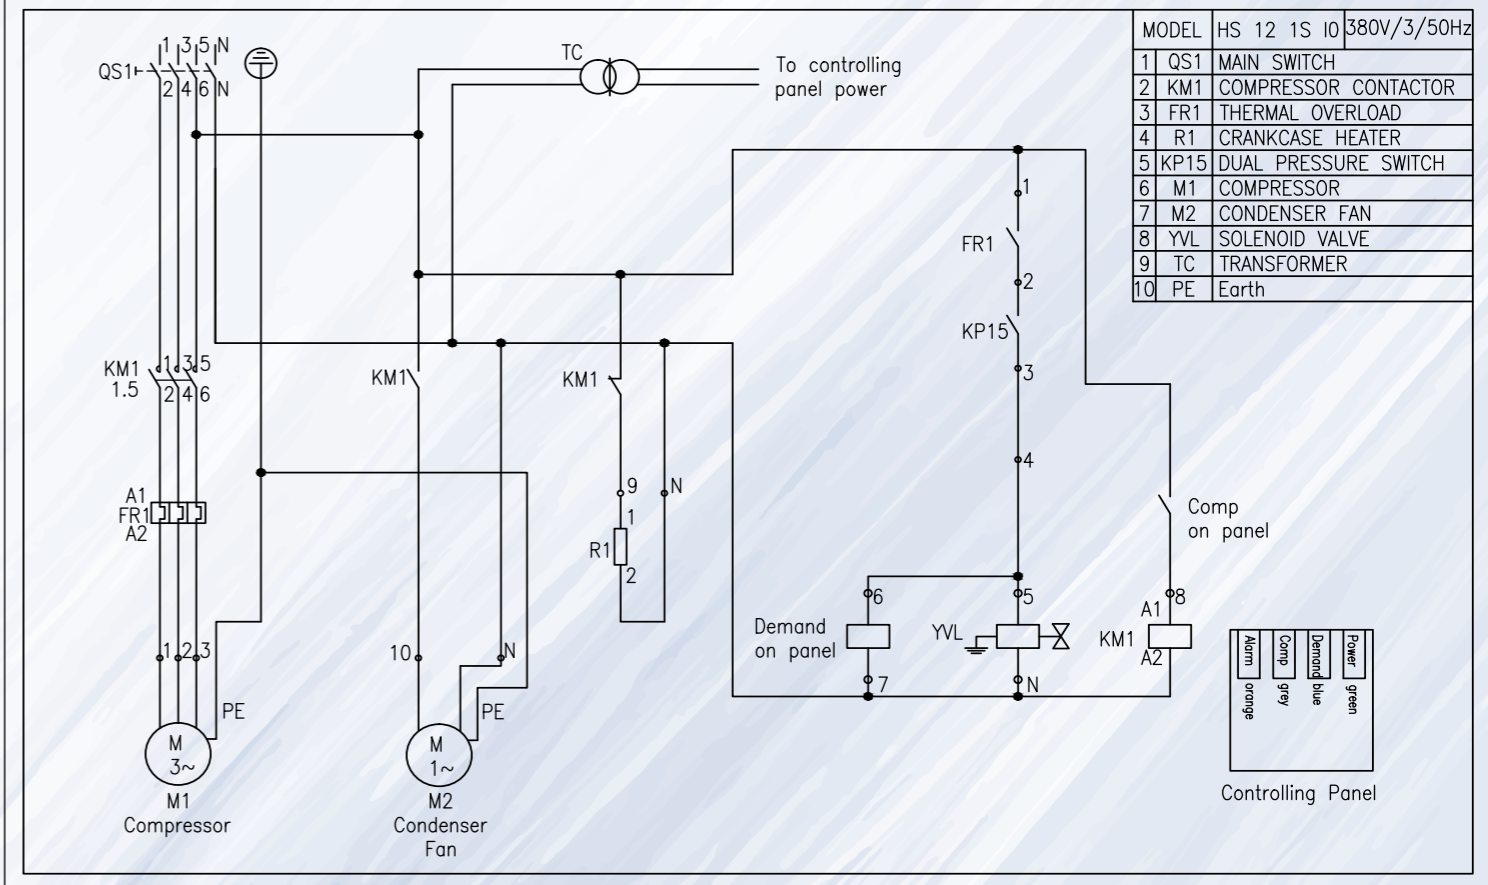 1 3 5 N
QS1
2 4 6 N
TC
To controlling
panel power
MODEL HS 12 1S I0 380V/3/50Hz
1 QS1 MAIN SWITCH
2 KM1 COMPRESSOR CONTACTOR
3 FR1 THERMAL OVERLOAD
4 R1 CRANKCASE HEATER
5 KP15 DUAL PRESSURE SWITCH
6 M1 COMPRESSOR
7 M2 CONDENSER FAN
8 YVL SOLENOID VALVE
9 TC TRANSFORMER
10 PE Earth
1
FR1
2
KP15
3
4
KM1 1 3 5
1.5 2 4 6
KM1
KM1
A1
FR1
A2
9 N
1
R1
2
Comp
on panel
6 5 8
A1
Demand
on panel
YVL
KM1
A2
7 N
1 2 3
10 N
PE
PE
M
3~
M1
Compressor
M
1~
M2
Condenser
Fan
Alarm orange
Comp grey
Demand blue
Power green
Controlling Panel